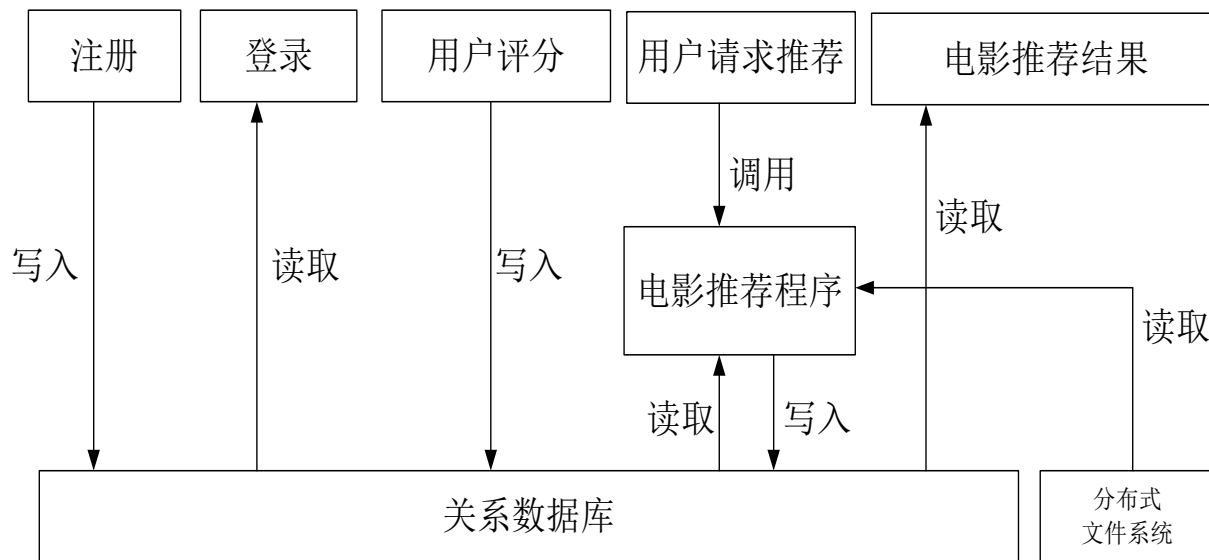 注册
登录
用户评分
用户请求推荐
电影推荐结果
调用
读取
写入
读取
写入
电影推荐程序
读取
读取
写入
关系数据库
分布式
文件系统